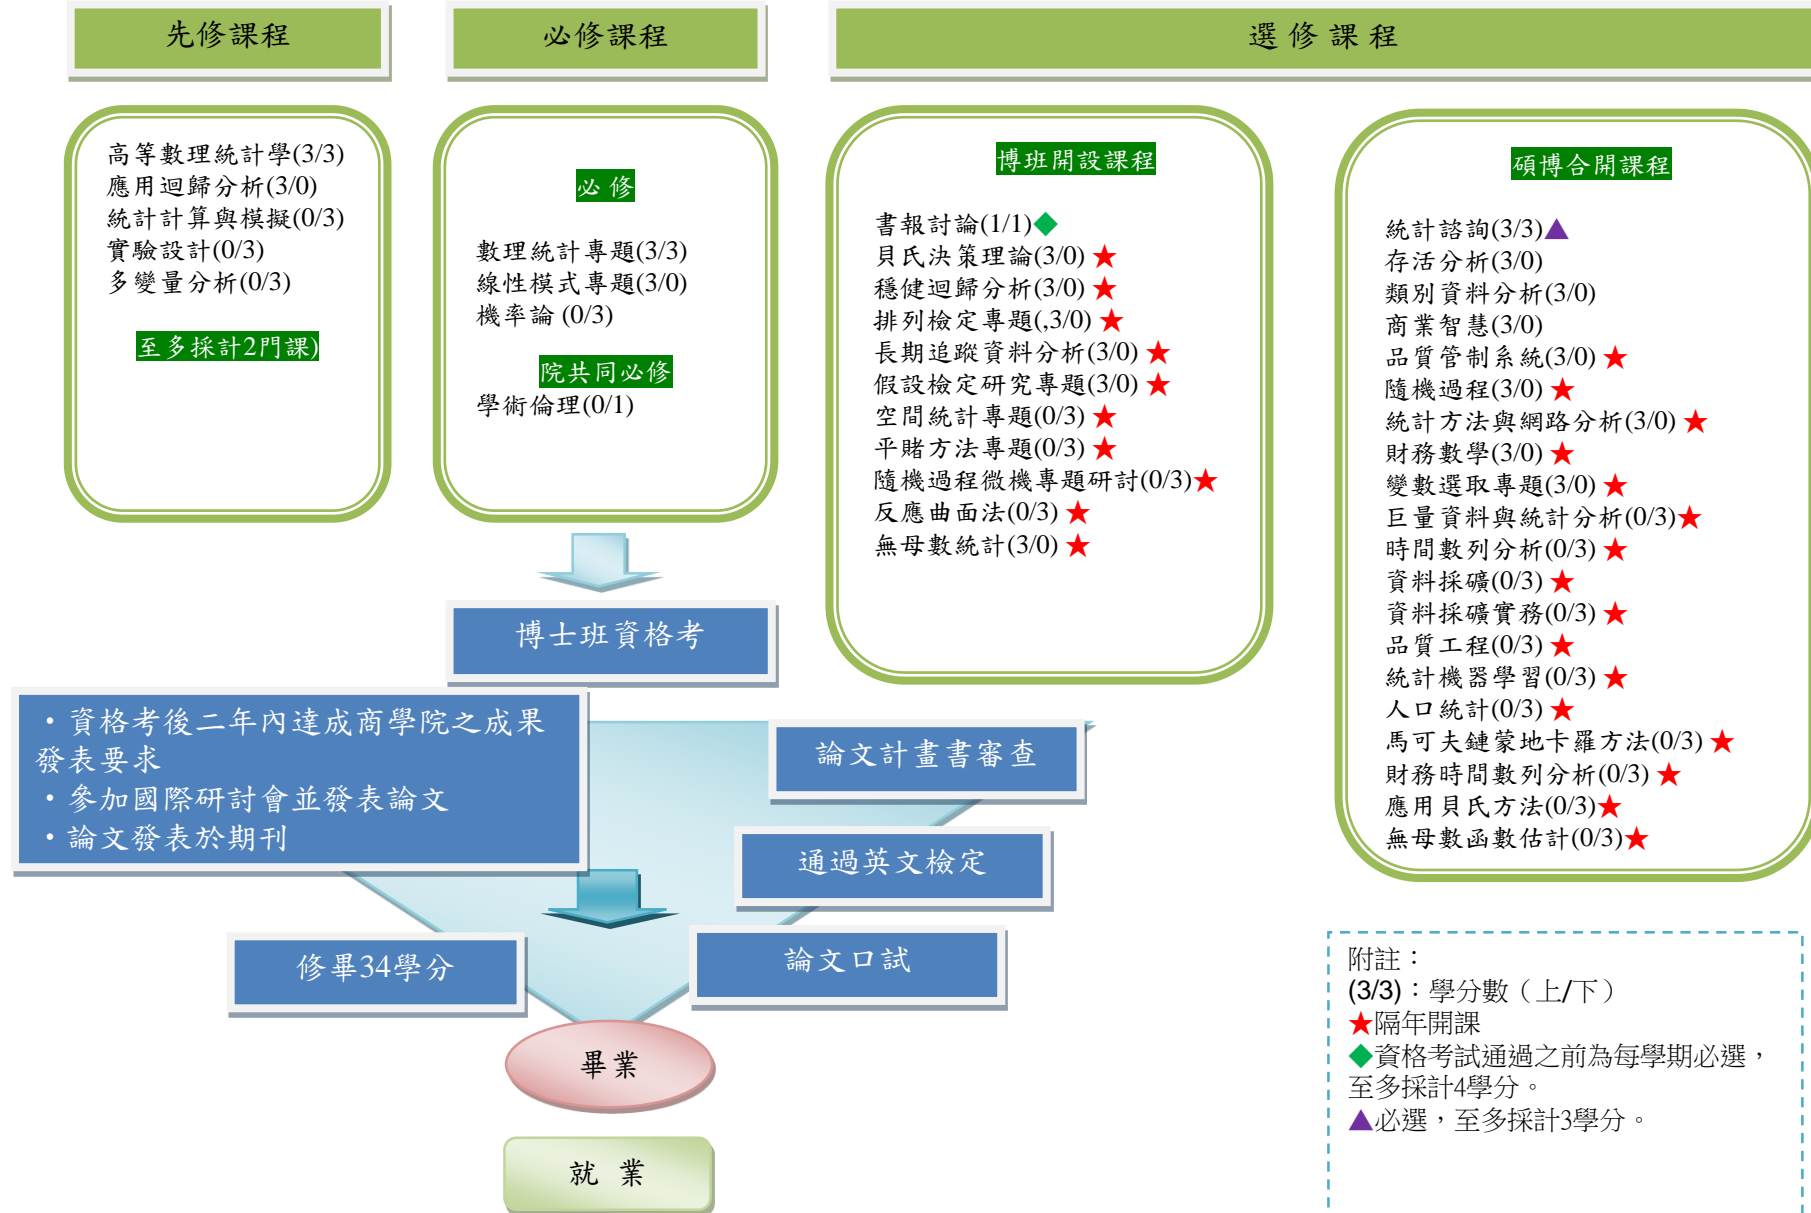 先修課程
必修課程
選修課程
高等數理統計學(3/3)
應用迴歸分析(3/0)
統計計算與模擬(0/3)
實驗設計(0/3)
多變量分析(0/3)
至多採計2門課)
必修
數理統計專題(3/3)
線性模式專題(3/0)
機率論 (0/3)
院共同必修
學術倫理(0/1)
博班開設課程
書報討論(1/1)◆
貝氏決策理論(3/0) ★
穩健迴歸分析(3/0) ★
排列檢定專題(,3/0) ★
長期追蹤資料分析(3/0) ★
假設檢定研究專題(3/0) ★
空間統計專題(0/3) ★
平賭方法專題(0/3) ★
隨機過程微機專題研討(0/3)★
反應曲面法(0/3) ★
無母數統計(3/0) ★
碩博合開課程
統計諮詢(3/3)▲
存活分析(3/0)
類別資料分析(3/0)
商業智慧(3/0)
品質管制系統(3/0) ★
隨機過程(3/0) ★
統計方法與網路分析(3/0) ★
財務數學(3/0) ★
變數選取專題(3/0) ★
巨量資料與統計分析(0/3)★
時間數列分析(0/3) ★
資料採礦(0/3) ★
資料採礦實務(0/3) ★
品質工程(0/3) ★
統計機器學習(0/3) ★
人口統計(0/3) ★
馬可夫鏈蒙地卡羅方法(0/3) ★
財務時間數列分析(0/3) ★
應用貝氏方法(0/3)★
無母數函數估計(0/3)★
博士班資格考
・資格考後二年內達成商學院之成果
發表要求
・參加國際研討會並發表論文
・論文發表於期刊
論文計畫書審查
通過英文檢定
修畢34學分
論文口試
畢業
就 業
附註：
(3/3)：學分數（上/下）
★隔年開課
◆資格考試通過之前為每學期必選，
至多採計4學分。
▲必選，至多採計3學分。